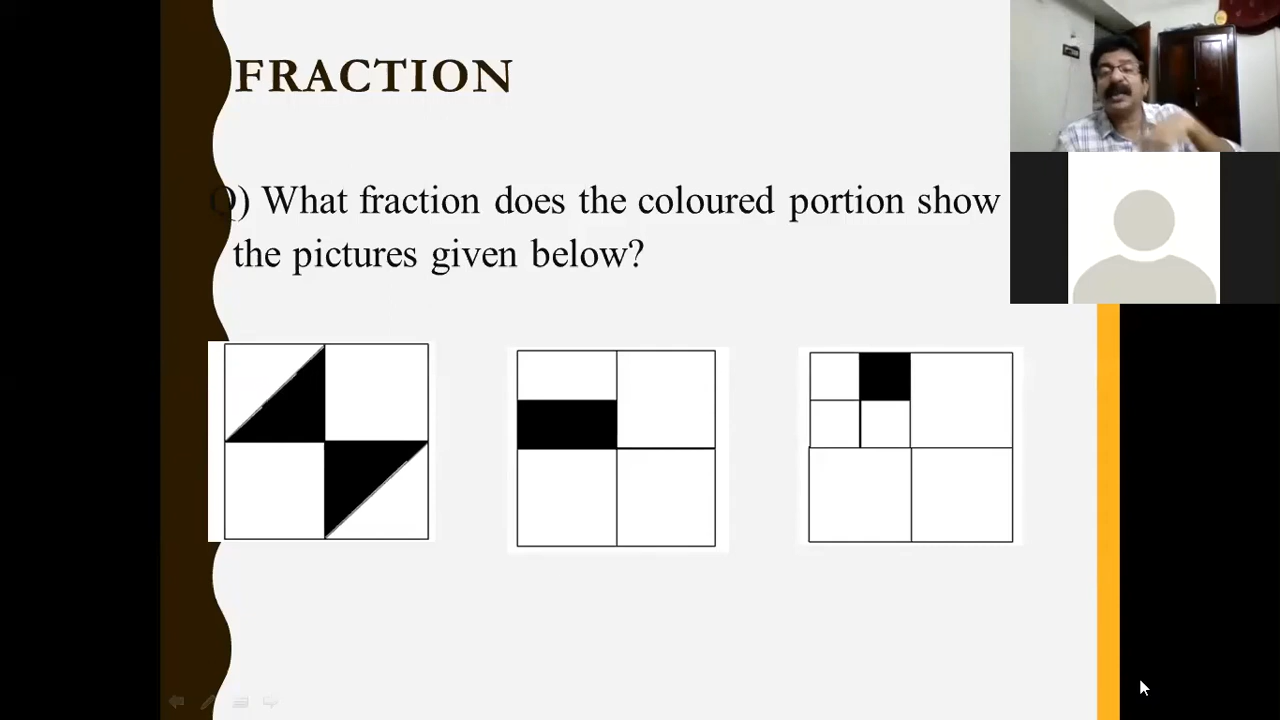 FRACTION
Q) What fraction does the coloured portion show
the pictures given below?